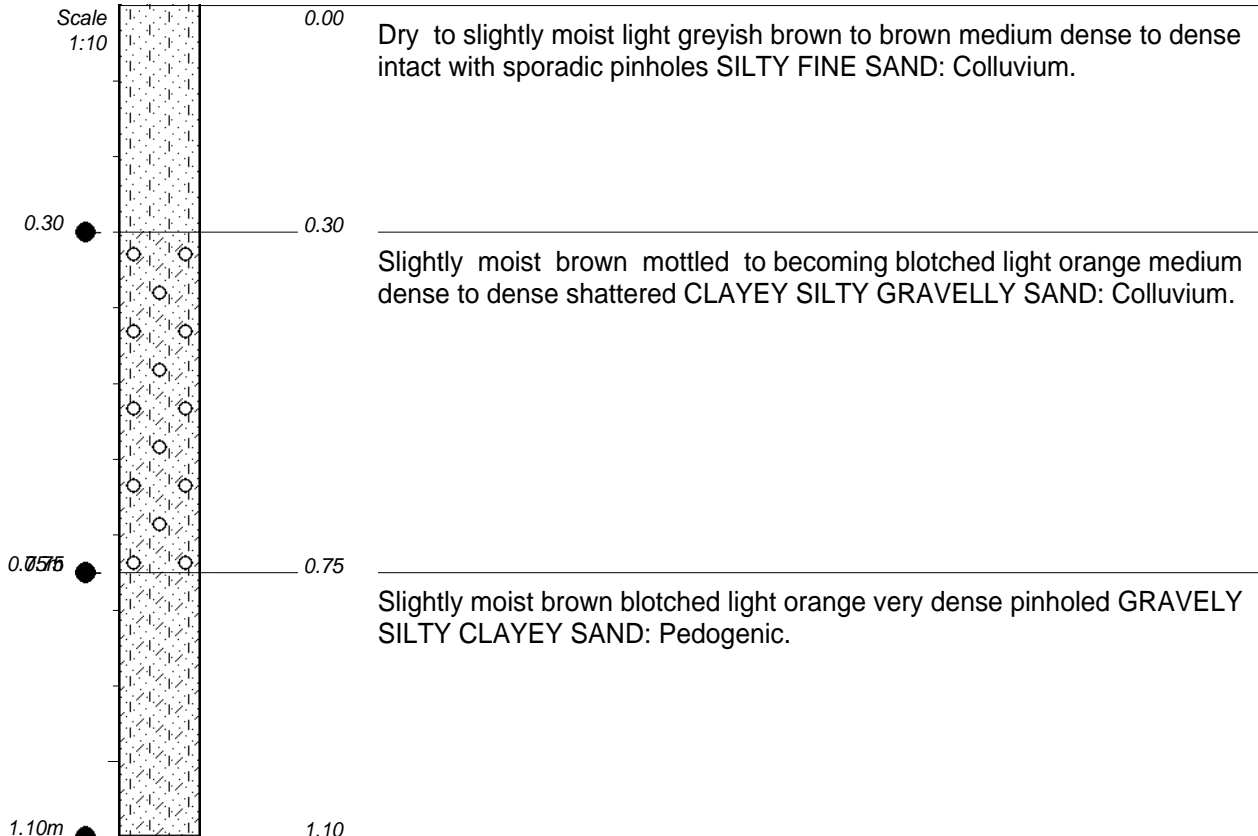 Scale
1:10
0.00
Dry to slightly moist light greyish brown to brown medium dense to dense
intact with sporadic pinholes SILTY FINE SAND: Colluvium.
0.30
0.30
Slightly moist brown mottled to becoming blotched light orange medium
dense to dense shattered CLAYEY SILTY GRAVELLY SAND: Colluvium.
0.75
Slightly moist brown blotched light orange very dense pinholed GRAVELY
SILTY CLAYEY SAND: Pedogenic.
1.10m
1.10